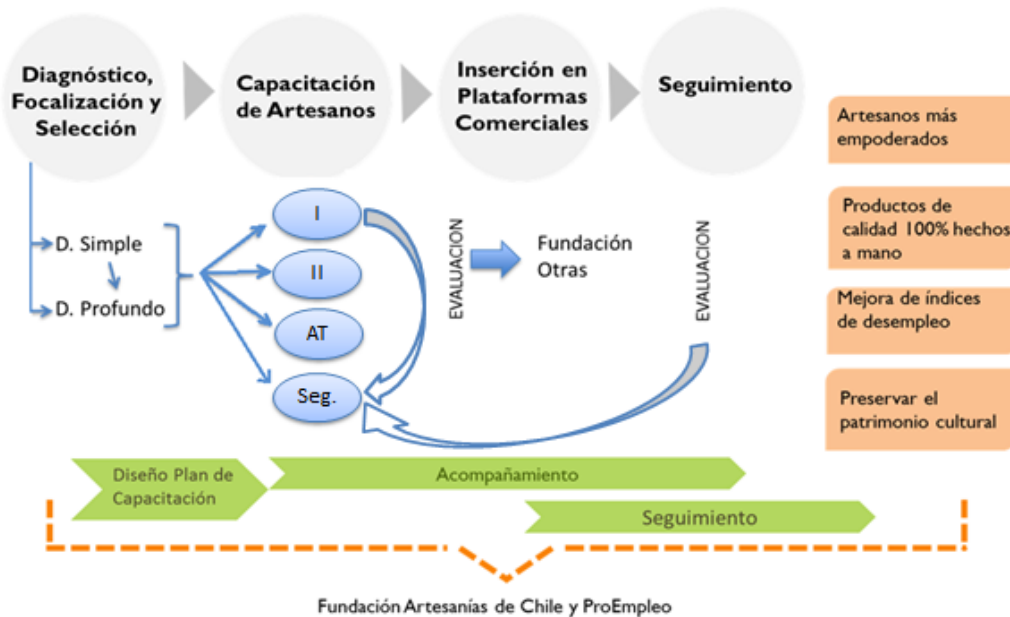 Diagnóstico,
Focalización y
Selección
Capacitación
de Artesanos
Inserción en
Plataformas
Comerciales
Seguimiento
Artesanos más
empoderados
Productos de
calidad 100% hechos
a mano
Mejora de índices
de desempleo
Preservar el
patrimonio cultural
D. Simple
D. Profundo
I
II
AT
Seg.
EVALUACION
Fundación
Otras
EVALUACION
Diseño Plan de
Capacitación
Acompañamiento
Seguimiento
Fundación Artesanías de Chile y ProEmpleo